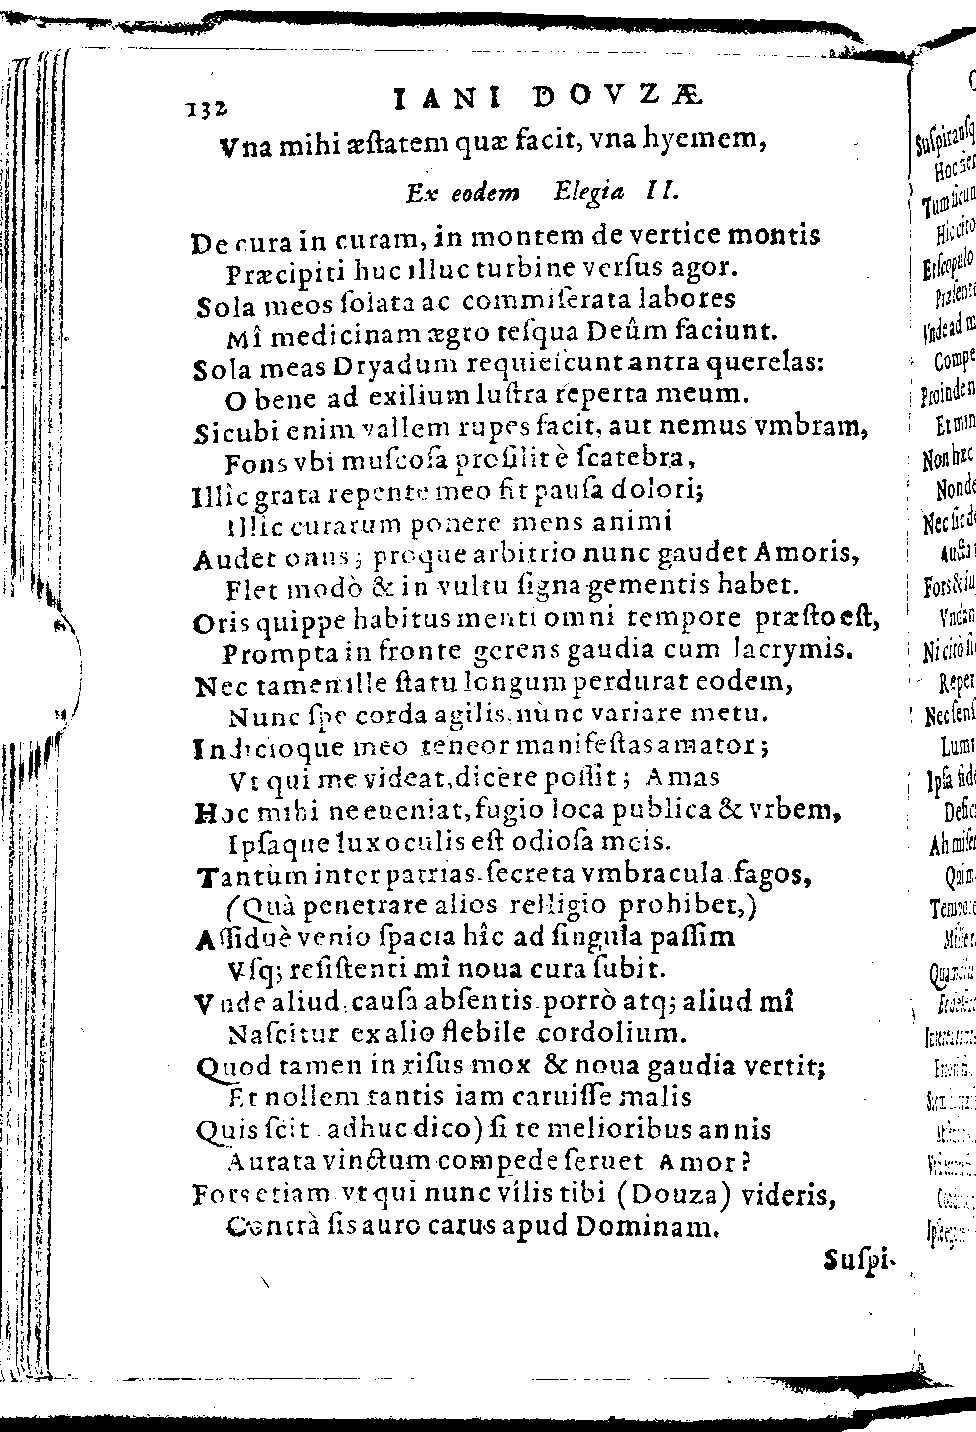 132 IANI DOVZÆ
Vna mihi æſtatem quæ facit, vna hyemem,
Ex eodem Elegia II.
De cura in curam, in montem de vertice montis
Præcipiti huc illuc turbine verſus agor.
Sola meos ſolata ac commiſerata labores
Mî medicinam ægro teſqua Deûm faciunt.
Sola meas Dryadum requieſcunt antra querelas:
O bene ad exilium luſtra reperta meum.
Sicubi enim vallem rupes facit, aut nemus vmbram,
Fons vbi muſcoſa proſilit è ſcatebra,
Illîc grata repente meo fit pauſa dolori;
Illic curarum ponere mens animi
Audet onus; proque arbitrio nunc gaudet Amoris,
Flet modò & in vultu ſigna gementis habet.
Oris quippe habitus menti omni tempore præſto eſt,
Prompta in fronte gerens gaudia cum lacrymis.
Nec tamen ille ſtatu longum perdurat eodem,
Nunc ſpe corda agilis, nunc variare metu.
Indicioque meo teneor manifeſtas amator;
Vt qui me videat, dicere poſſit; Amas
Hoc mihi ne eueniat, fugio loca publica & vrbem,
Ipſaque lux oculis eſt odioſa meis.
Tantùm inter patrias ſecreta vmbracula fagos,
(Quà penetrare alios relligio prohibet,)
Aſſiduè venio ſpacia hîc ad ſingula paſſim
Vſq; reſiſtenti mî noua cura ſubit.
Vnde aliud cauſa abſentis porrò atq; aliud mî
Naſcitur ex alio flebile cordolium.
Quod tamen in riſus mox & noua gaudia vertit;
Et nollem tantis iam caruiſſe malis
Quis ſcit adhuc dico) ſi te melioribus annis
Aurata vinctum compede ſeruet Amor?
Fors etiam vt qui nunc vilis tibi (Douza) videris,
Contrà ſis auro carus apud Dominam.
Suſpi-